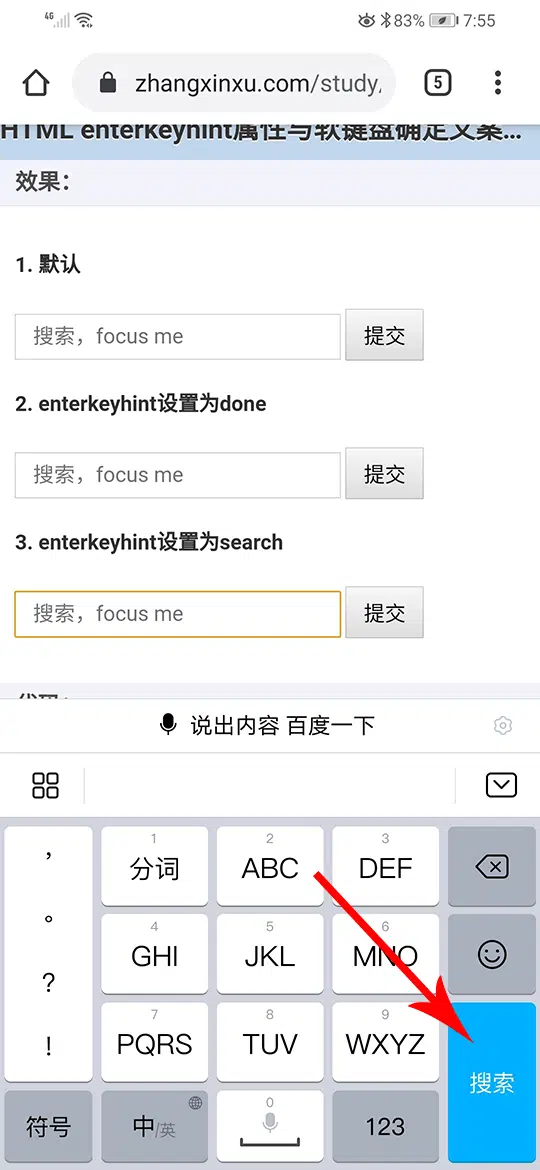 4G 83% 7:55
zhangxinxu.com/study/ 5
HTML enterkeyhint属性与软键盘确定文案...
效果：
1. 默认
搜索，focus me 提交
2. enterkeyhint设置为done
搜索，focus me 提交
3. enterkeyhint设置为search
搜索，focus me 提交
代码：
说出内容 百度一下
， 1 分词 2 ABC 3 DEF
。 4 GHI 5 JKL 6 MNO
? 7 PQRS 8 TUV 9 WXYZ
! 搜索
符号 中/英 0 123